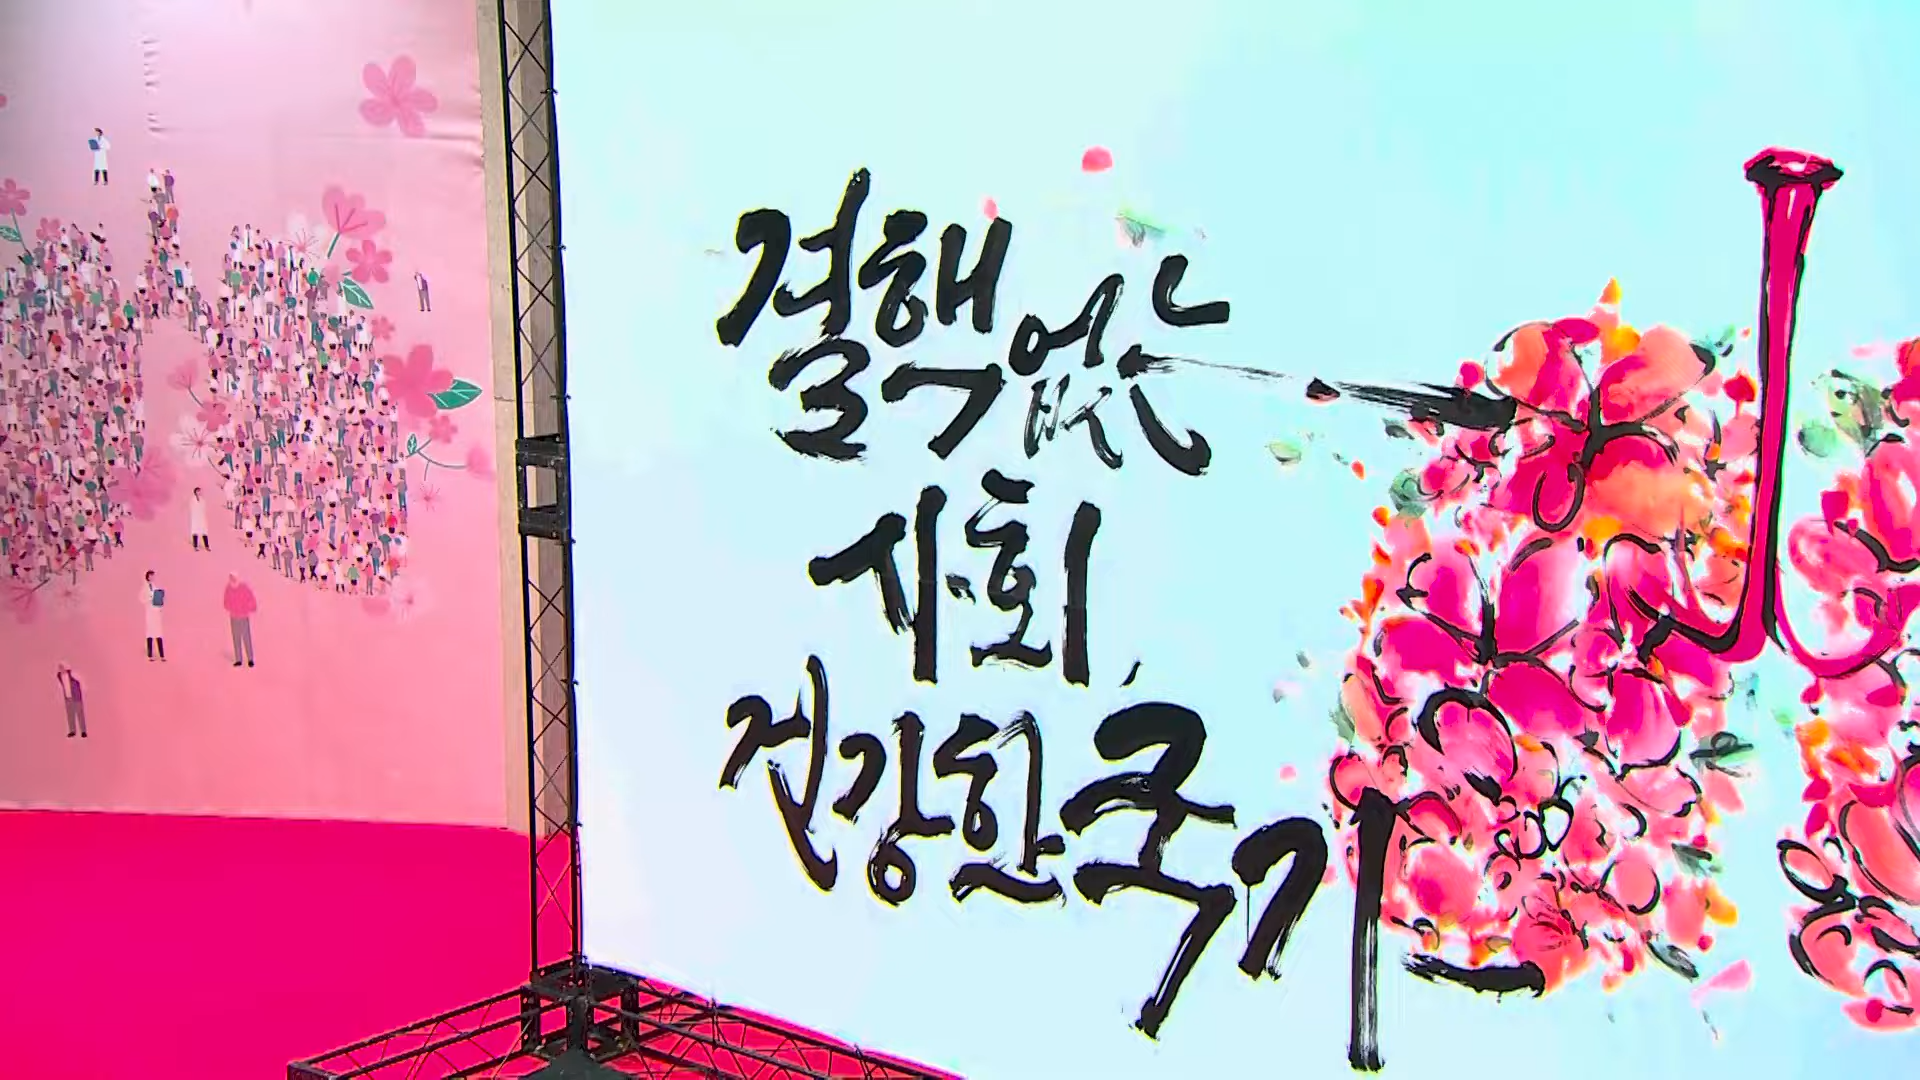 결핵 없는
사회
건강한 국가